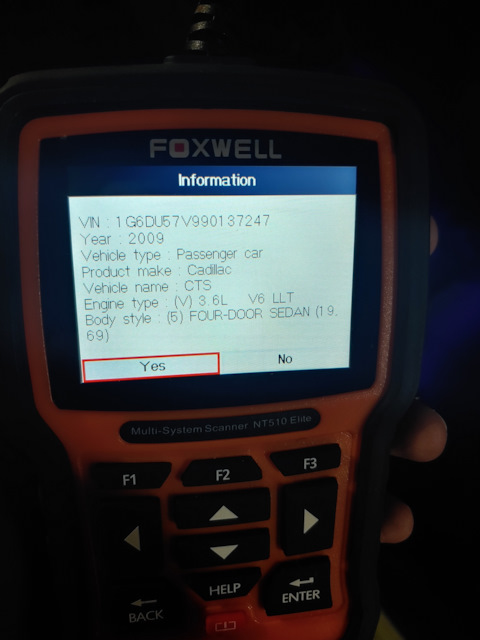 FOXWELL
Information
VIN : 1G6DU57V990137247
Year : 2009
Vehicle type : Passenger car
Product make : Cadillac
Vehicle name : CTS
Engine type : (V) 3.6L V6 LLT
Body style : (5) FOUR-DOOR SEDAN (19.
69)
Yes No
Multi-System Scanner NT510 Elite
F1 F2 F3
HELP
BACK ENTER